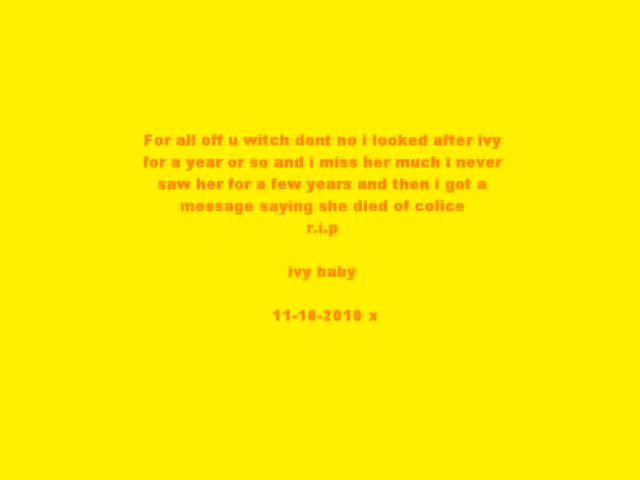 For all off u witch dont no i looked after ivy
for a year or so and i miss her much i never
saw her for a few years and then i got a
message saying she died of colice
r.i.p
ivy baby
11-10-2010 x